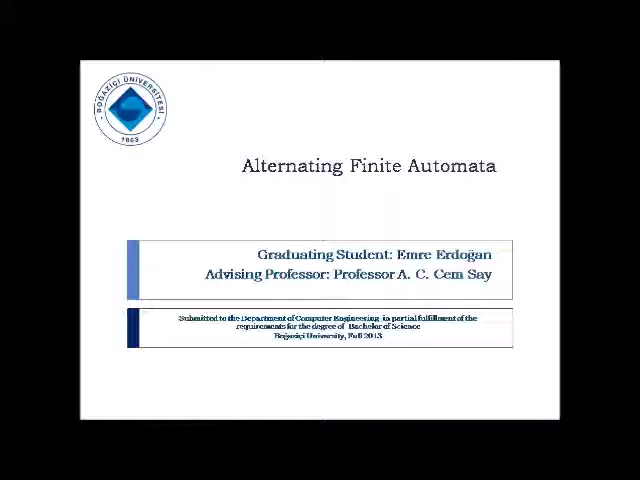 BOĞAZİÇİ ÜNİVERSİTESİ
1863
Alternating Finite Automata
Graduating Student: Emre Erdoğan
Advising Professor: Professor A. C. Cem Say
Submitted to the Department of Computer Engineering in partial fulfillment of the
requirements for the degree of Bachelor of Science
Boğaziçi University, Fall 2013